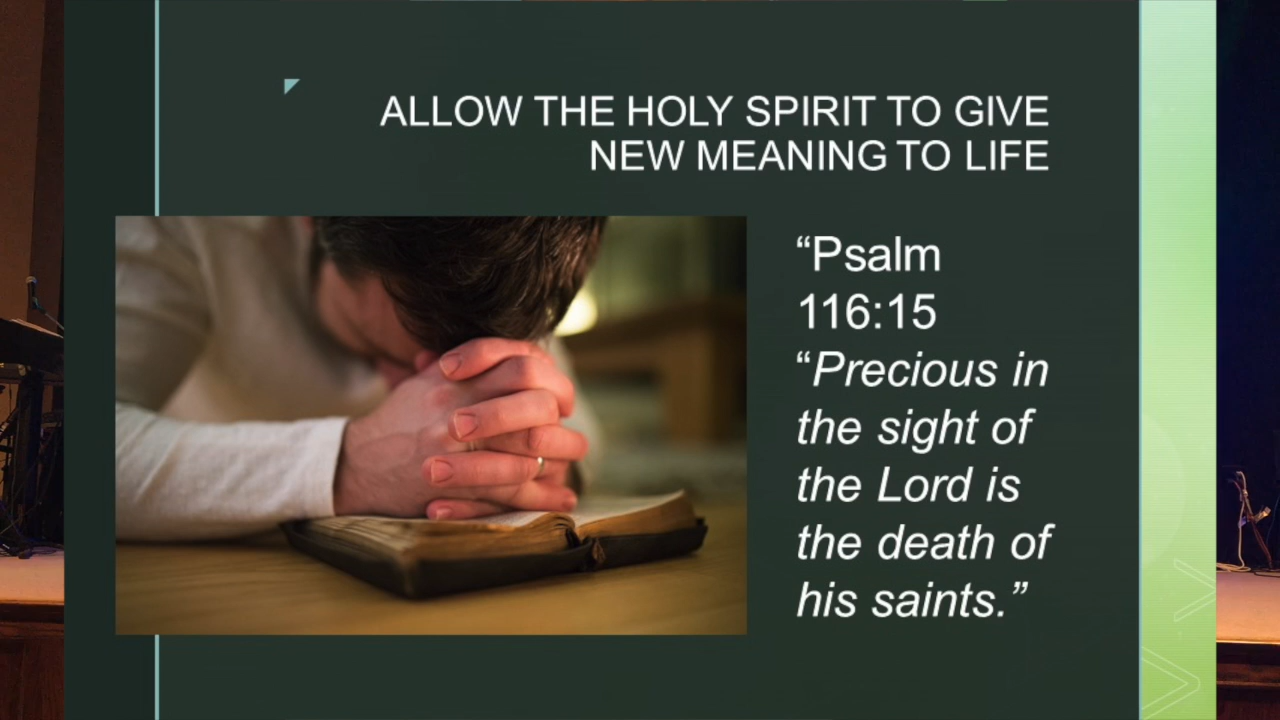 ALLOW THE HOLY SPIRIT TO GIVE
NEW MEANING TO LIFE
“Psalm
116:15
“Precious in
the sight of
the Lord is
the death of
his saints.”